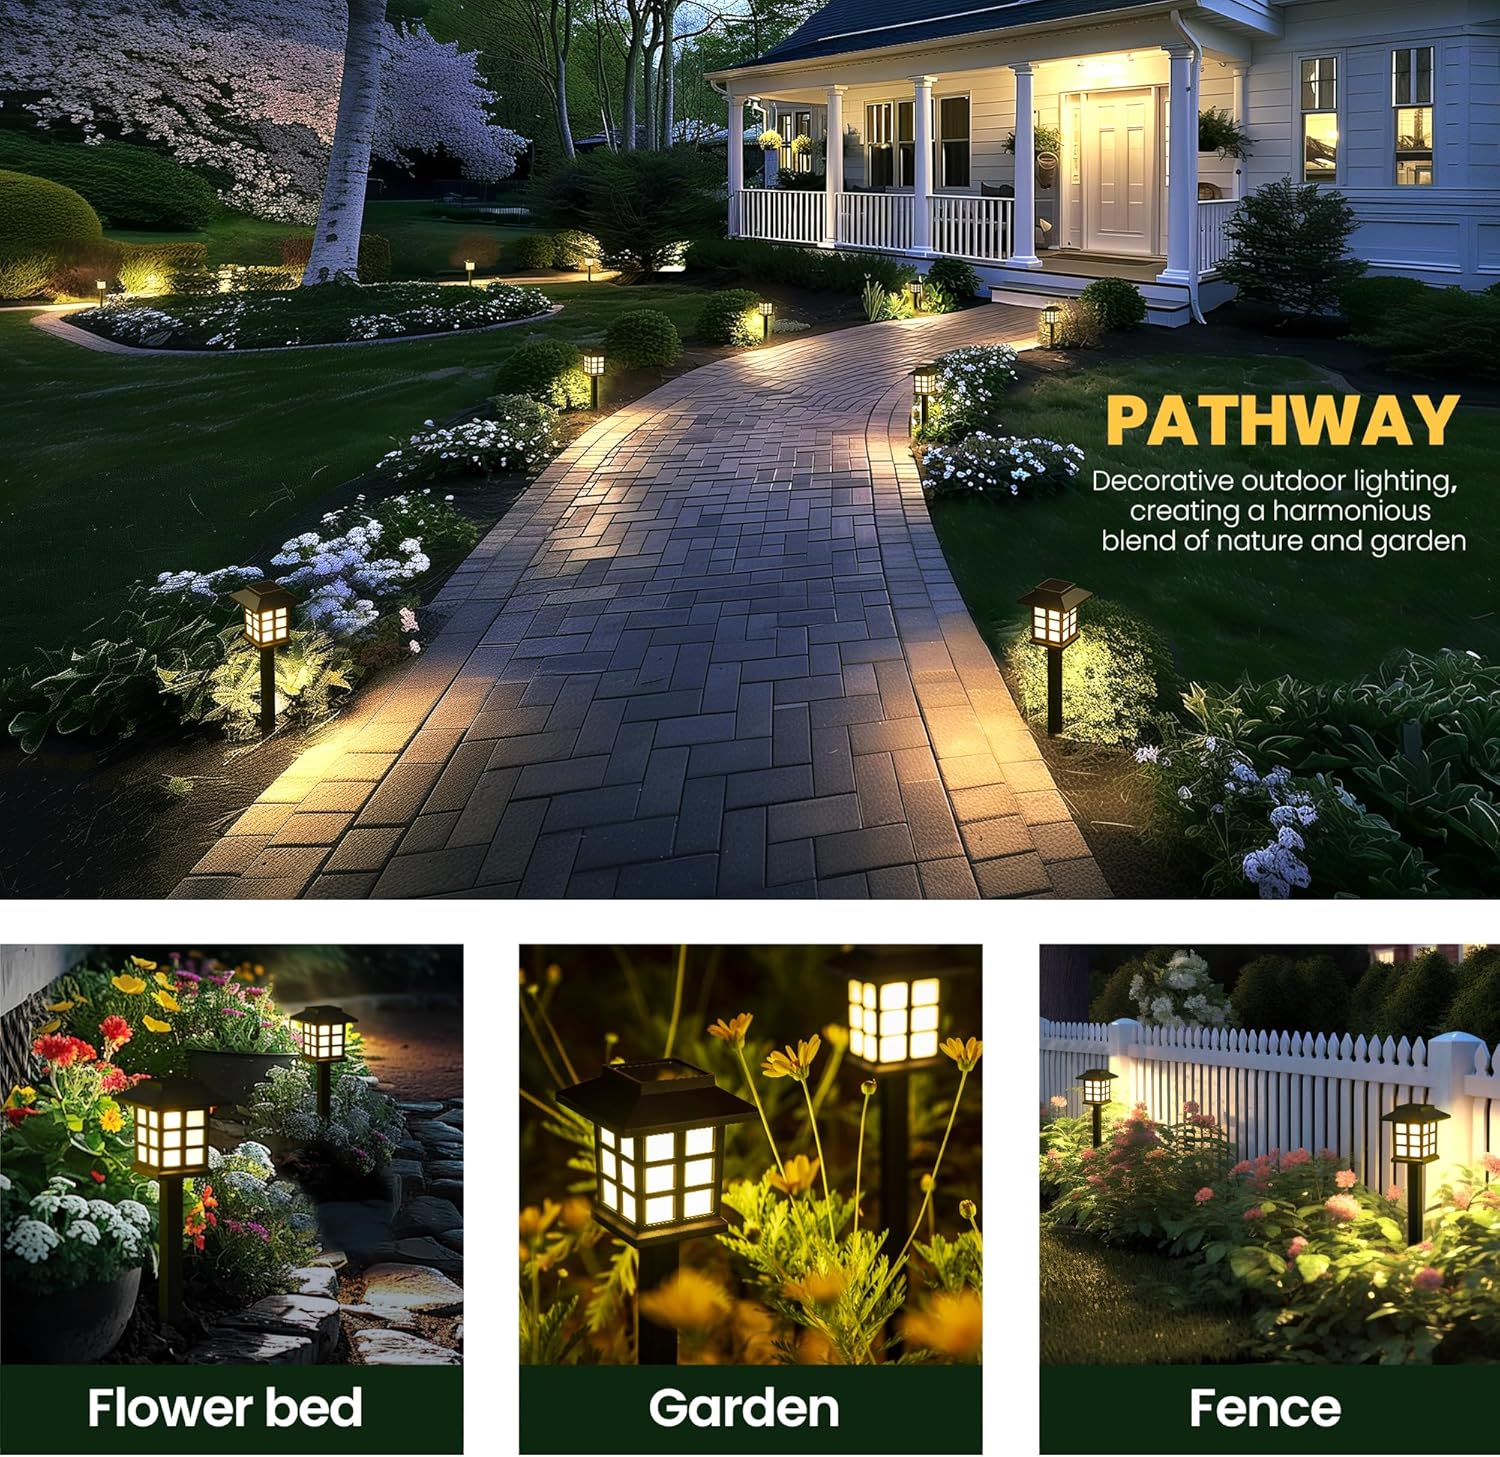 PATHWAY
Decorative outdoor lighting,
creating a harmonious
blend of nature and garden
Flower bed
Garden
Fence